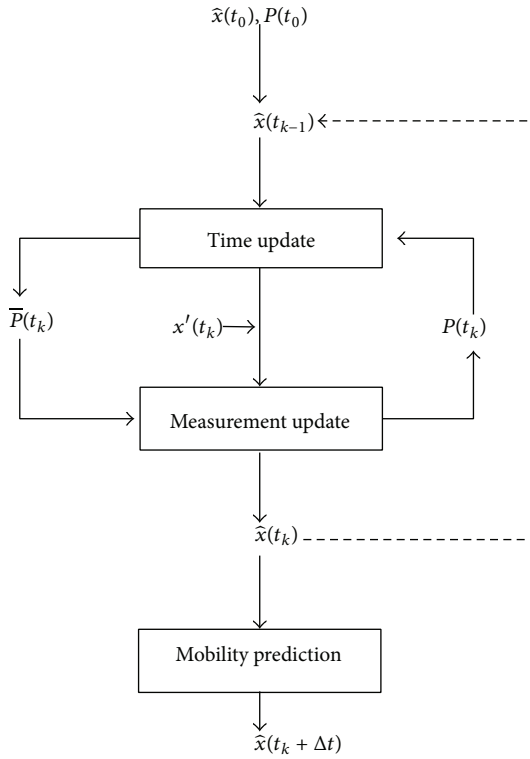 x̂(t₀), P(t₀)
x̂(tₖ₋₁)
Time update
P̅(tₖ)
x′(tₖ)
P(tₖ)
Measurement update
x̂(tₖ)
Mobility prediction
x̂(tₖ + Δt)